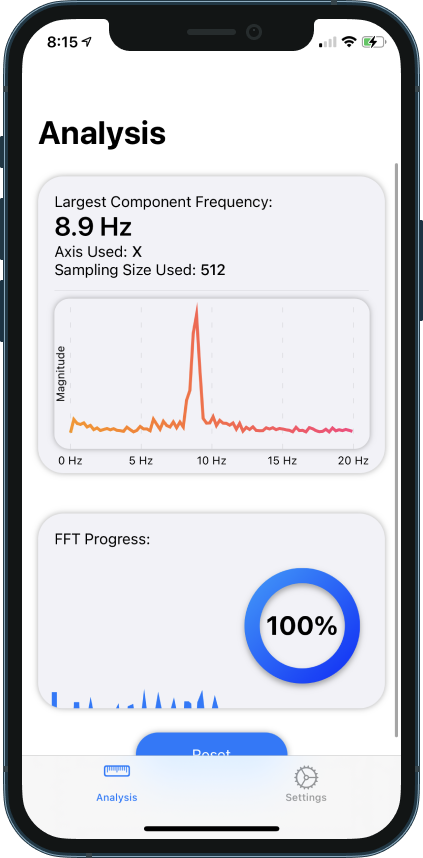 8:15
Analysis
Largest Component Frequency:
8.9 Hz
Axis Used: X
Sampling Size Used: 512
Magnitude
0 Hz 5 Hz 10 Hz 15 Hz 20 Hz
FFT Progress:
100%
Reset
Analysis Settings